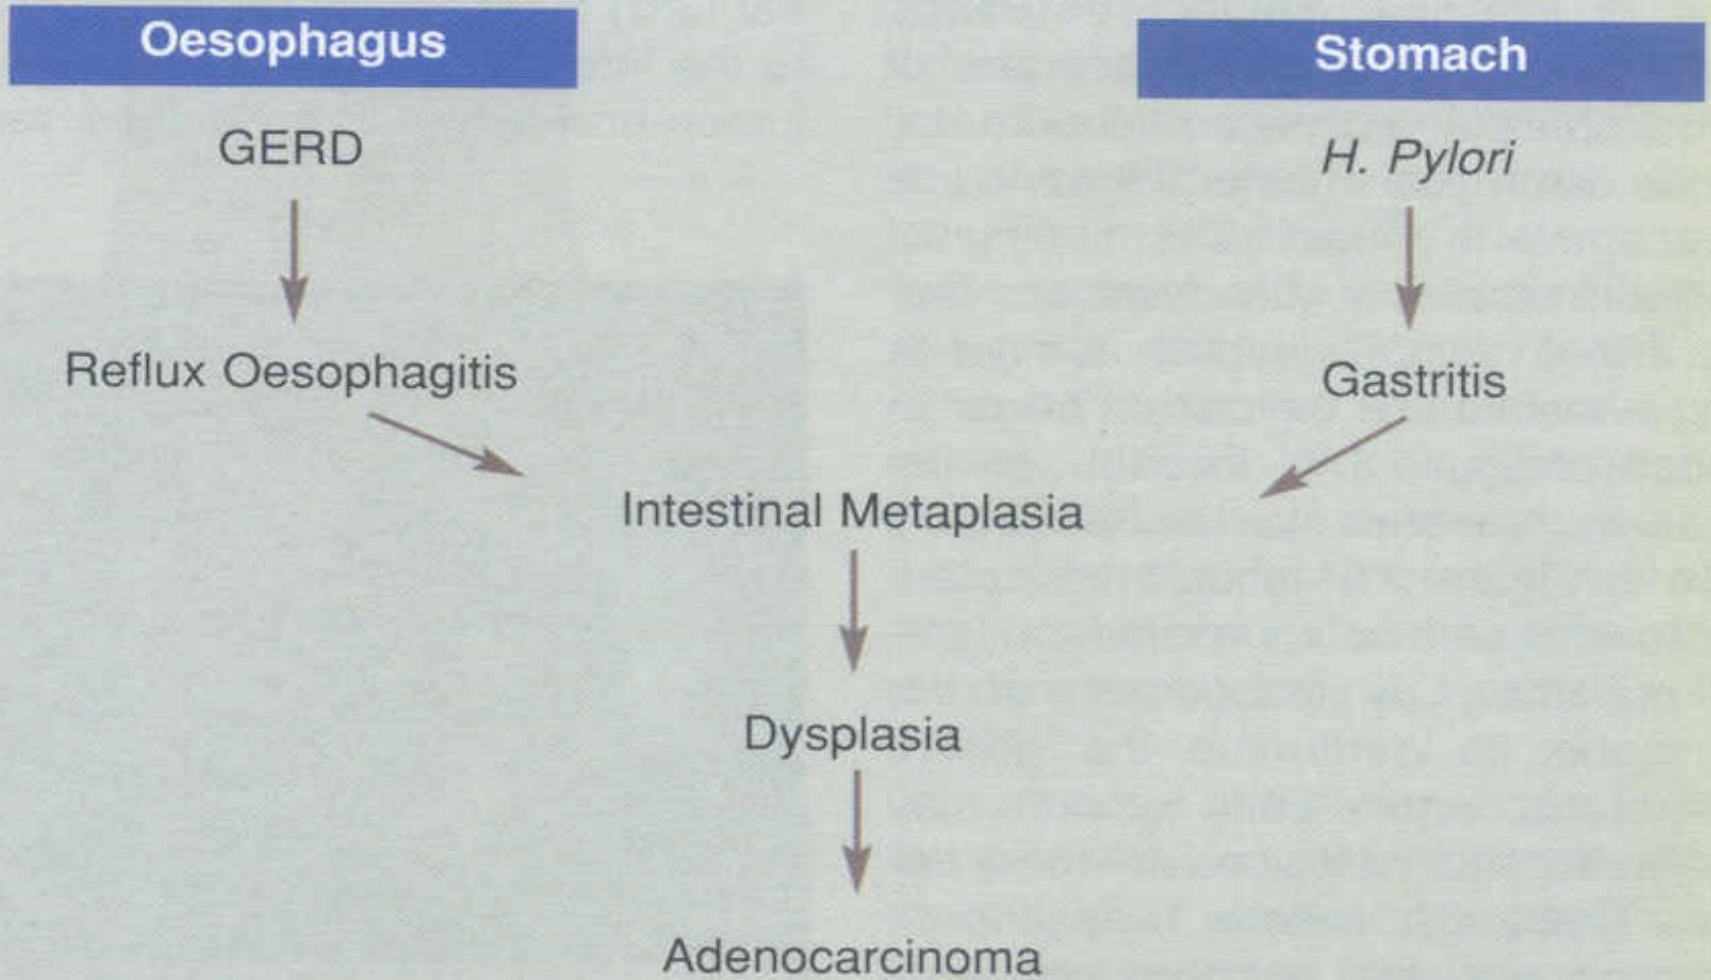 Oesophagus
Stomach
GERD
H. Pylori
Reflux Oesophagitis
Gastritis
Intestinal Metaplasia
Dysplasia
Adenocarcinoma